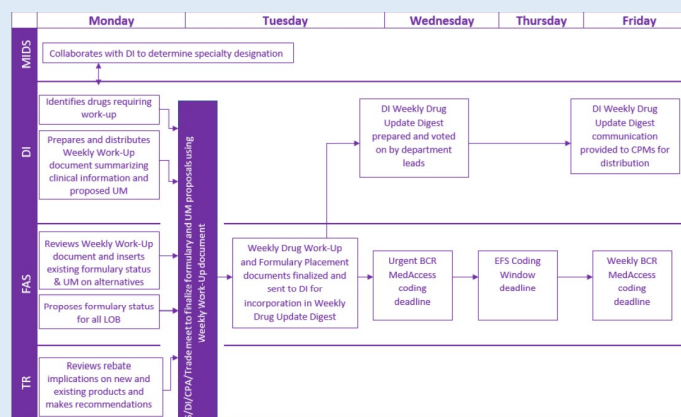 Monday
Tuesday
Wednesday
Thursday
Friday
MIDS
Collaborates with DI to determine specialty designation
DI
Identifies drugs requiring
work-up
Prepares and distributes
Weekly Work-Up
document summarizing
clinical information and
proposed UM
DI Weekly Drug
Update Digest
prepared and voted
on by department
leads
DI Weekly Drug
Update Digest
communication
provided to CPMs for
distribution
S/DI/CPA/Trade meet to finalize formulary and UM proposals using
Weekly Work-Up document
FAS
Reviews Weekly Work-Up
document and inserts
existing formulary status
& UM on alternatives
Proposes formulary status
for all LOB
Weekly Drug Work-Up
and Formulary Placement
documents finalized and
sent to DI for
incorporation in Weekly
Drug Update Digest
Urgent BCR
MedAccess
coding
deadline
EFS Coding
Window
deadline
Weekly BCR
MedAccess
coding
deadline
TR
Reviews rebate
implications on new and
existing products and
makes recommendations